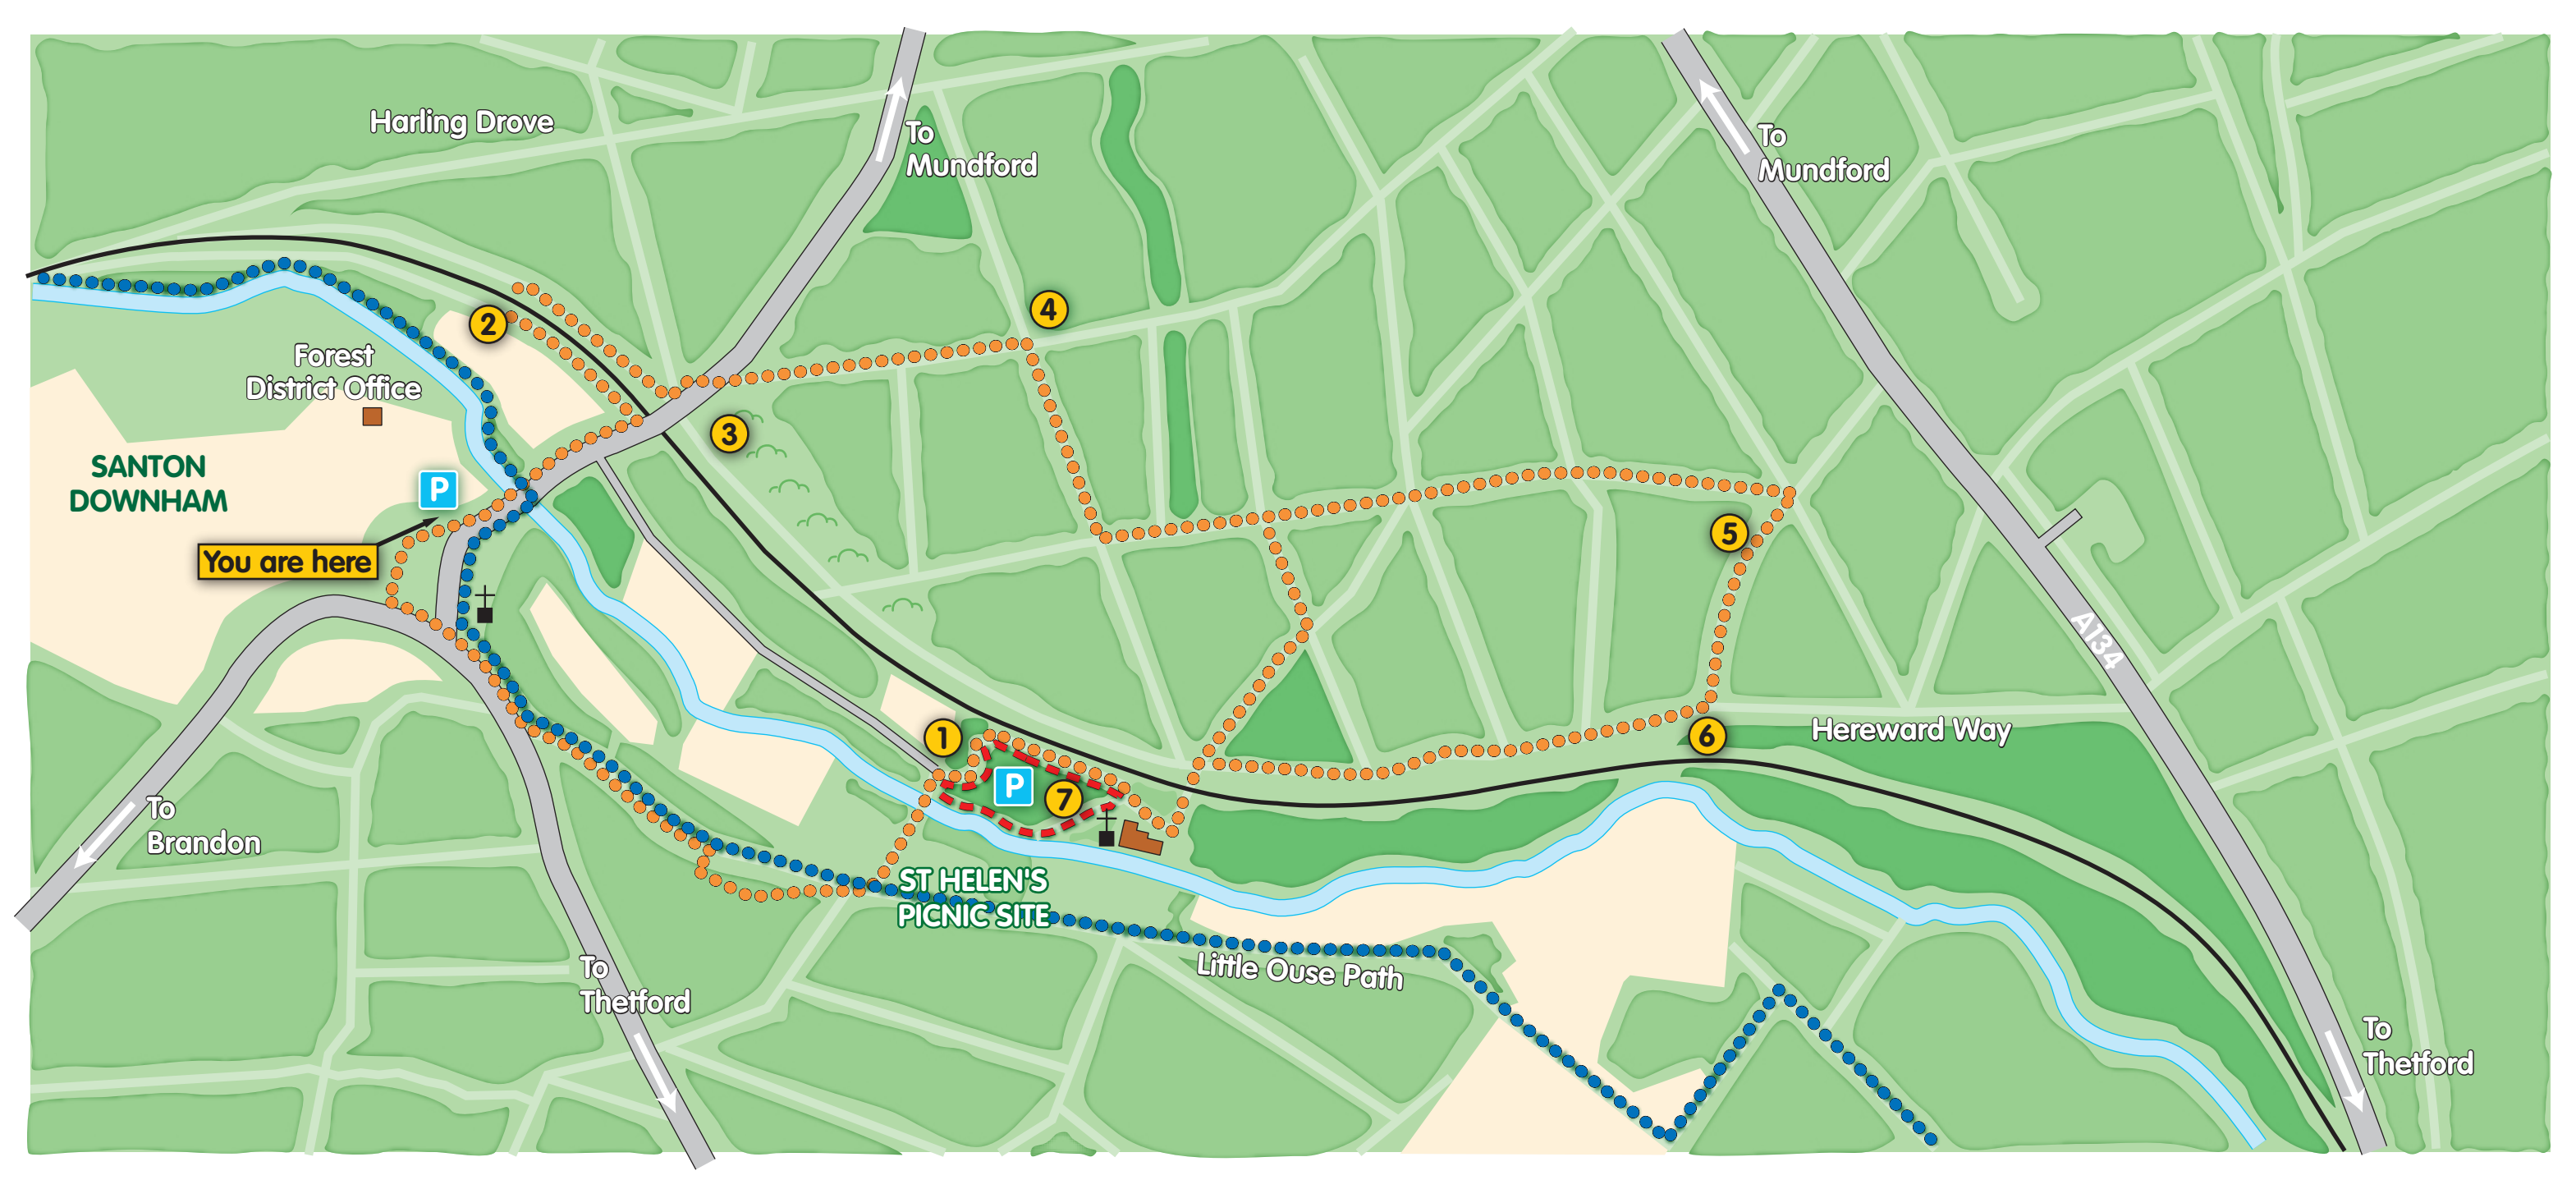 Harling Drove
To
Mundford
To
Mundford
2
4
Forest
District Office
3
SANTON
DOWNHAM
P
You are here
5
A134
1
6
Hereward Way
P
7
To
Brandon
ST HELEN'S
PICNIC SITE
Little Ouse Path
To
Thetford
To
Thetford